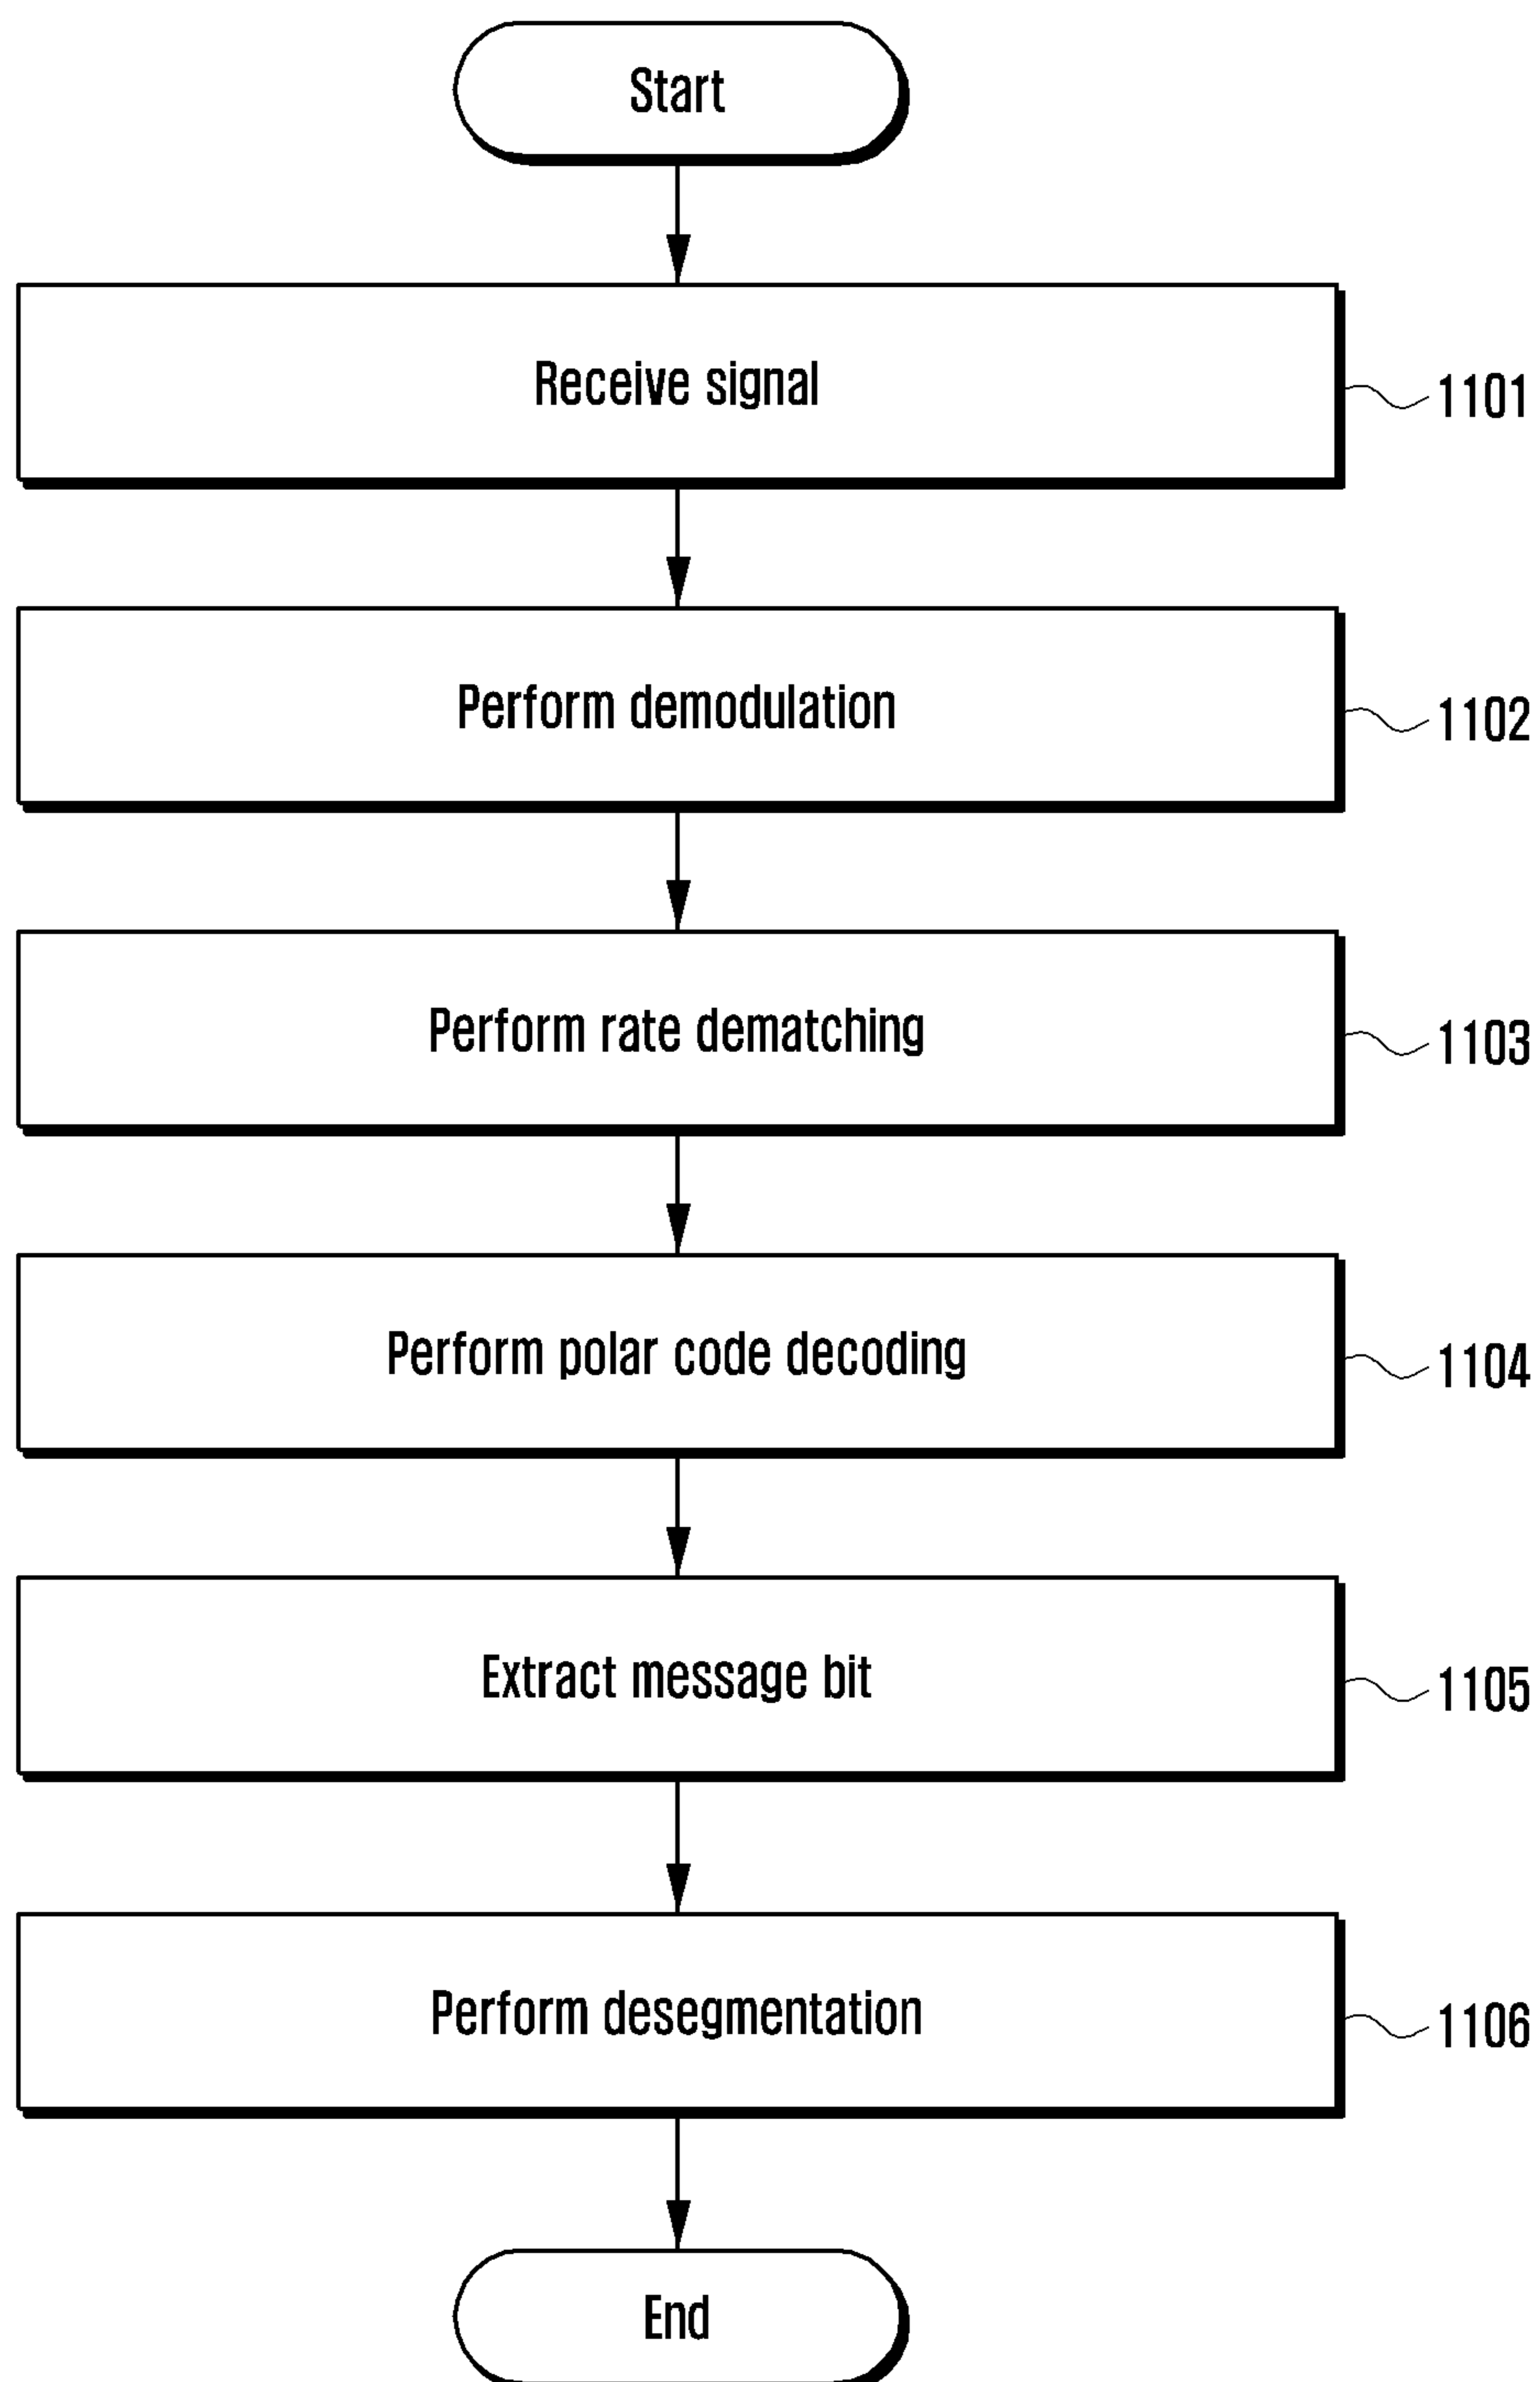 Start
Receive signal
1101
Perform demodulation
1102
Perform rate dematching
1103
Perform polar code decoding
1104
Extract message bit
1105
Perform desegmentation
1106
End